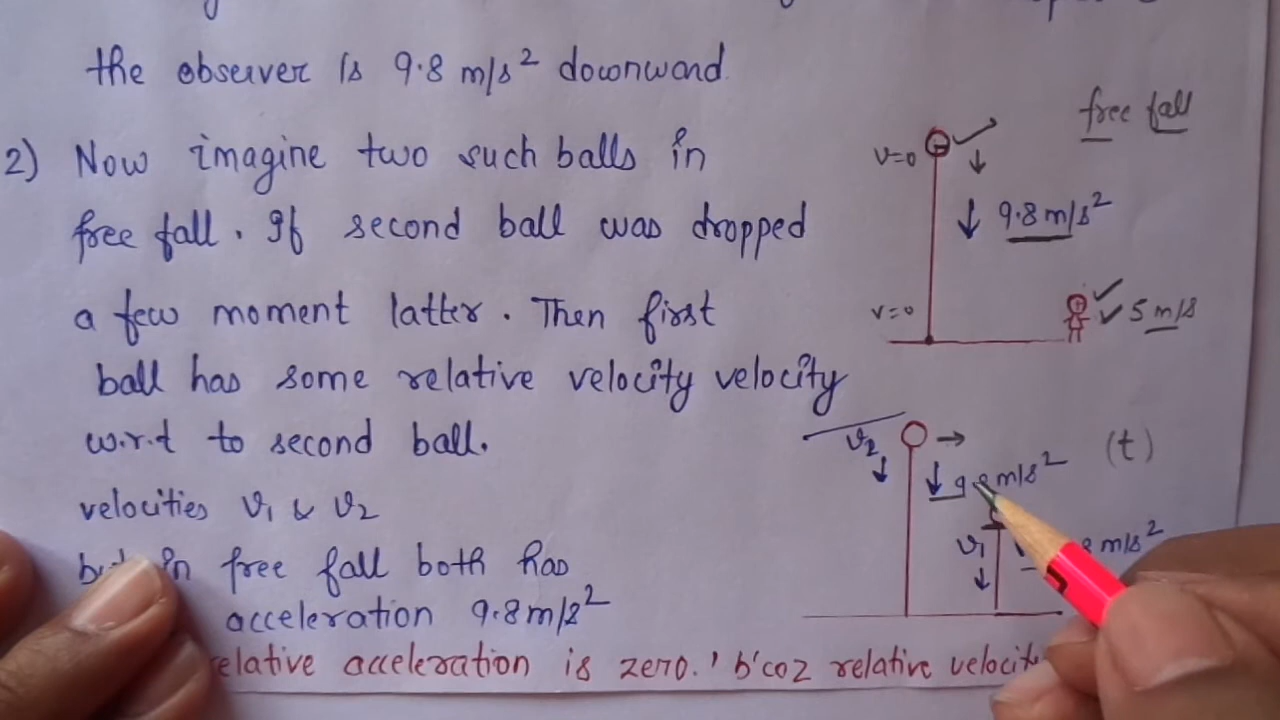 the observer is 9.8 m/s² downward.
free fall
2) Now imagine two such balls in
v=0
free fall. If second ball was dropped
9.8 m/s²
a few moment latter. Then first
v=0
5 m/s
ball has some relative velocity velocity
w.r.t to second ball.
v₂
(t)
9.8 m/s²
velocities v₁ & v₂
v₁
8 m/s²
in free fall both has
acceleration 9.8 m/s²
elative acceleration is zero. ' b'coz relative velocit